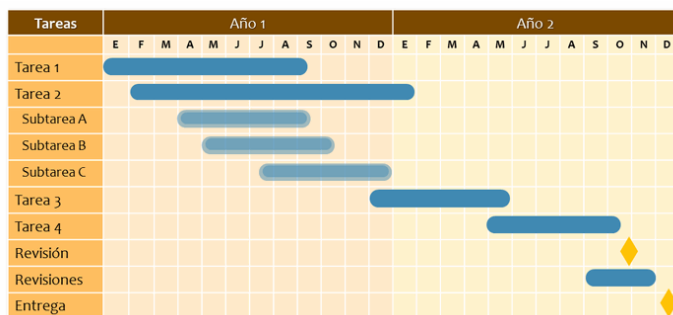 Tareas Año 1 Año 2
E F M A M J J A S O N D E F M A M J J A S O N D
Tarea 1
Tarea 2
Subtarea A
Subtarea B
Subtarea C
Tarea 3
Tarea 4
Revisión
Revisiones
Entrega